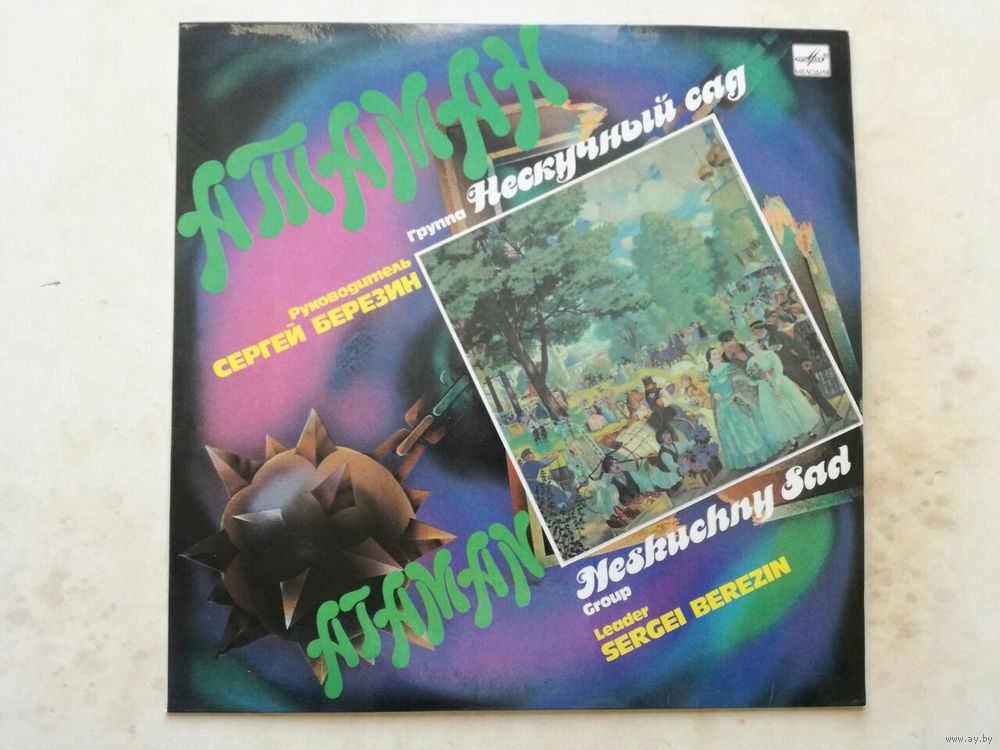 АТАМАН
МЕЛОДИЯ
Группа Нескучный сад
Руководитель
СЕРГЕЙ БЕРЕЗИН
ATAMAN
Neskuchny Sad
Group
Leader
SERGEI BEREZIN
www.ay.by